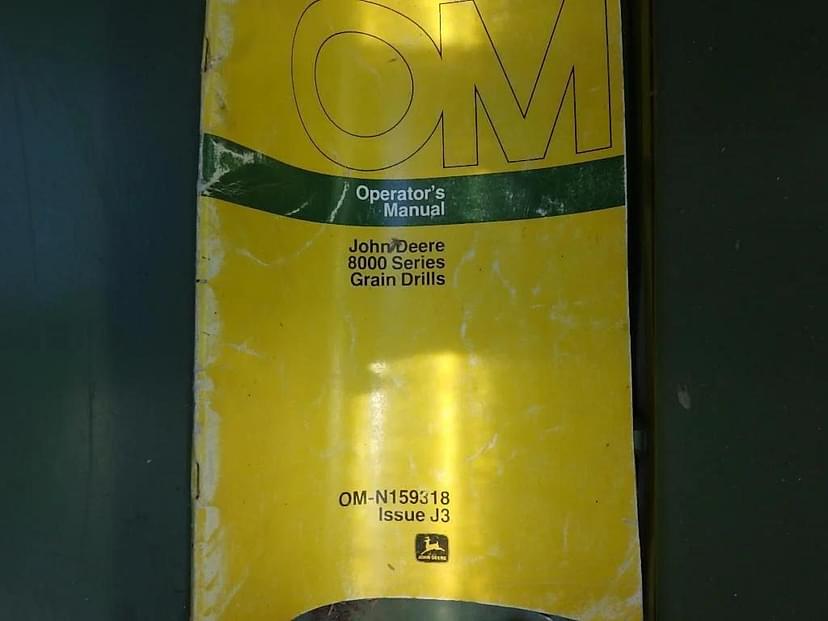 OM
Operator's
Manual
John Deere
8000 Series
Grain Drills
OM-N159318
Issue J3
JOHN DEERE